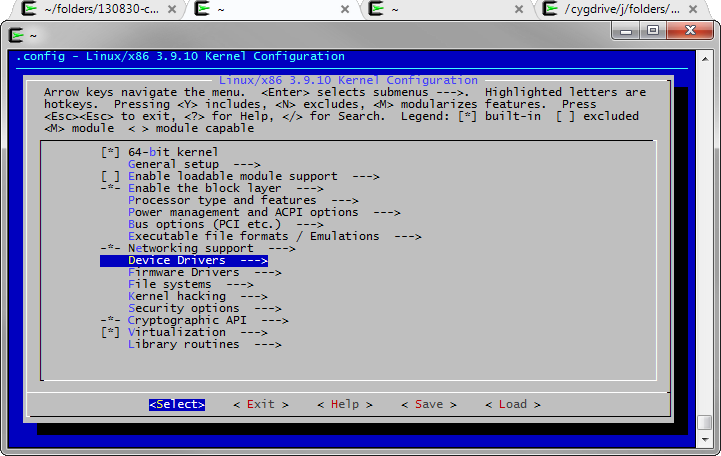 ~/folders/130830-c...
~
~
/cygdrive/j/folders/...
~
.config - Linux/x86 3.9.10 Kernel Configuration
Linux/x86 3.9.10 Kernel Configuration
Arrow keys navigate the menu.  <Enter> selects submenus --->.  Highlighted letters are
hotkeys.  Pressing <Y> includes, <N> excludes, <M> modularizes features.  Press
<Esc><Esc> to exit, <?> for Help, </> for Search.  Legend: [*] built-in  [ ] excluded
<M> module  < > module capable
[*] 64-bit kernel
General setup  --->
[ ] Enable loadable module support  --->
-*- Enable the block layer  --->
Processor type and features  --->
Power management and ACPI options  --->
Bus options (PCI etc.)  --->
Executable file formats / Emulations  --->
-*- Networking support  --->
Device Drivers  --->
Firmware Drivers  --->
File systems  --->
Kernel hacking  --->
Security options  --->
-*- Cryptographic API  --->
[*] Virtualization  --->
Library routines  --->
<Select>    < Exit >    < Help >    < Save >    < Load >